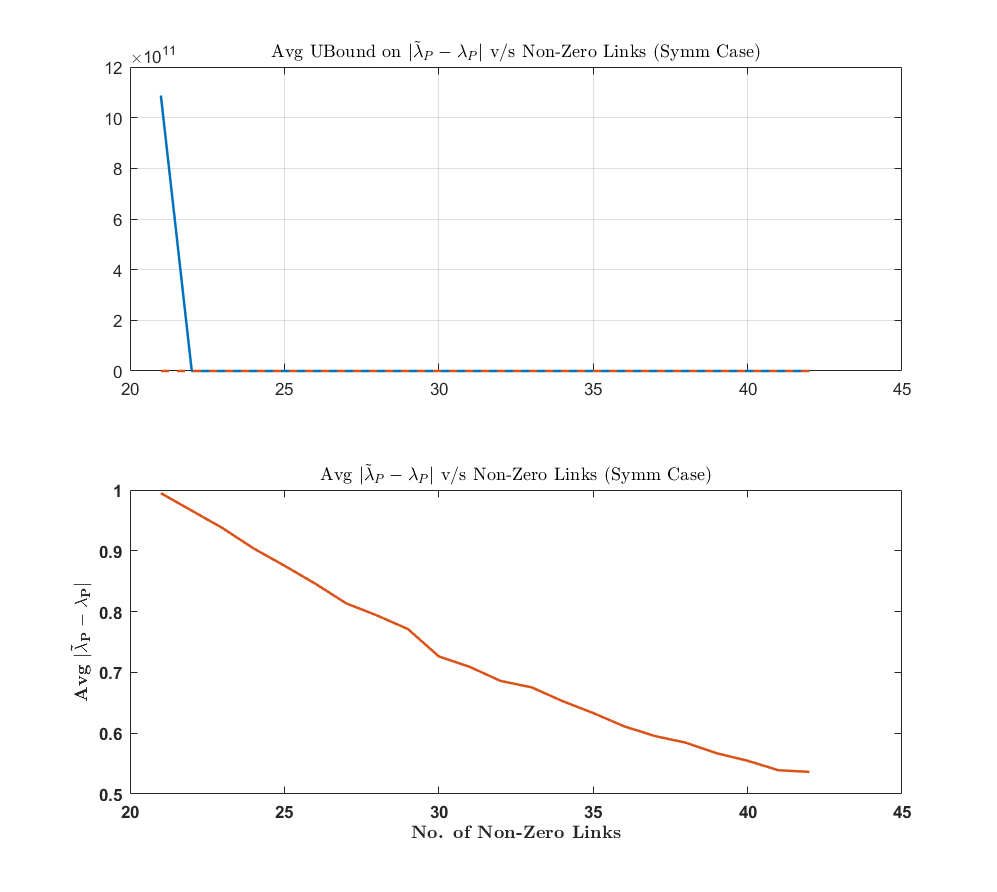 Avg UBound on |λ̃_P − λ_P| v/s Non-Zero Links (Symm Case)
×10^11
12
10
8
6
4
2
0
20 25 30 35 40 45
Avg |λ̃_P − λ_P| v/s Non-Zero Links (Symm Case)
Avg |λ̃_P − λ_P|
1
0.9
0.8
0.7
0.6
0.5
20 25 30 35 40 45
No. of Non-Zero Links